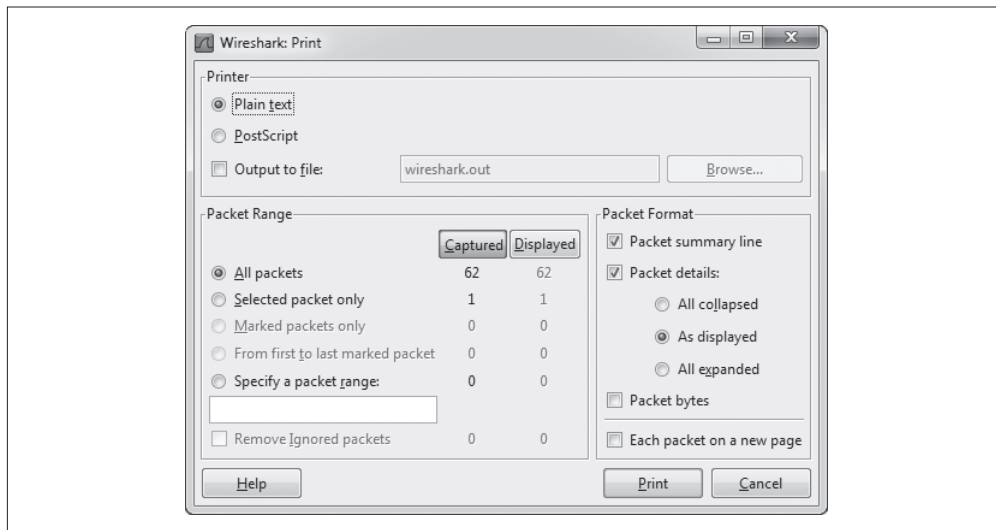 Wireshark: Print
Printer
Plain text
PostScript
Output to file:
wireshark.out
Browse...
Packet Range
Captured Displayed
All packets 62 62
Selected packet only 1 1
Marked packets only 0 0
From first to last marked packet 0 0
Specify a packet range: 0 0
Remove Ignored packets 0 0
Packet Format
Packet summary line
Packet details:
All collapsed
As displayed
All expanded
Packet bytes
Each packet on a new page
Help
Print
Cancel